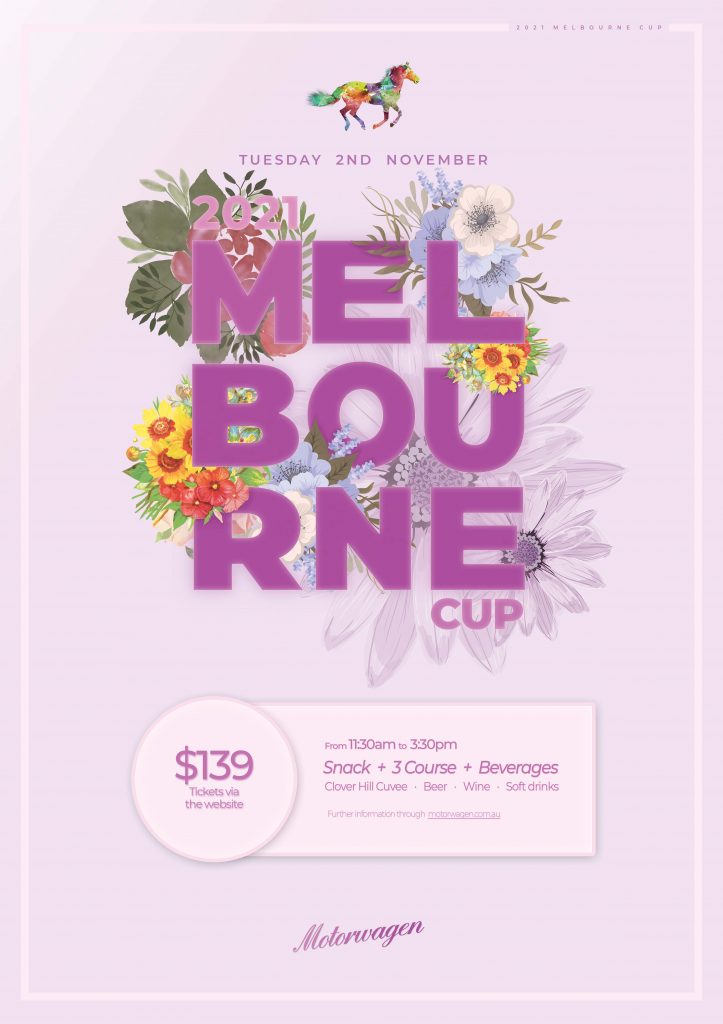 2021 MELBOURNE CUP
TUESDAY 2ND NOVEMBER
2021
MEL
BOU
RNE
CUP
$139
Tickets via
the website
From 11:30am to 3:30pm
Snack + 3 Course + Beverages
Clover Hill Cuvee · Beer · Wine · Soft drinks
Further information through motorwagen.com.au
Motorwagen